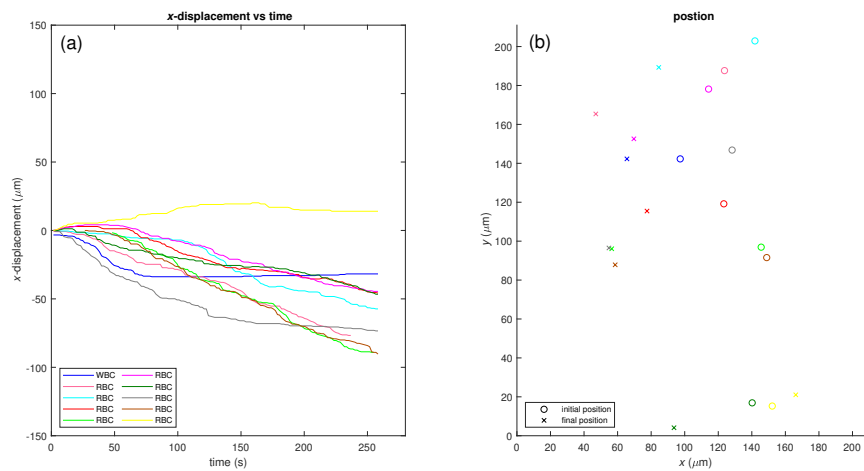 x-displacement vs time
(a)
x-displacement (μm)
150
100
50
0
-50
-100
-150
0 50 100 150 200 250
time (s)
WBC RBC
RBC RBC
RBC RBC
RBC RBC
RBC RBC
postion
(b)
y (μm)
200
180
160
140
120
100
80
60
40
20
0
0 20 40 60 80 100 120 140 160 180 200
x (μm)
initial position
final position